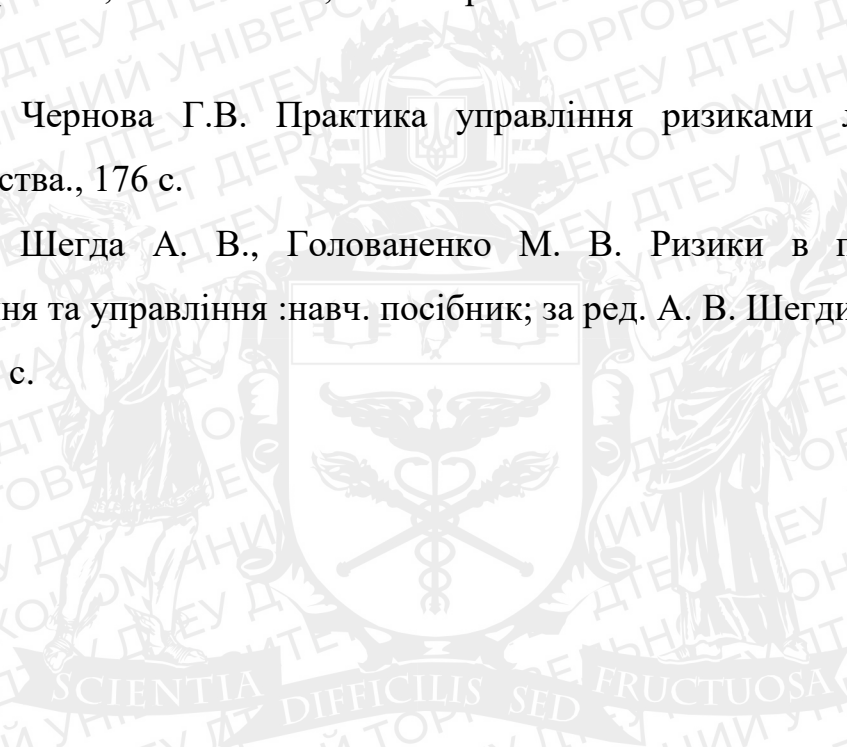 Чернова Г.В. Практика управління ризиками
ства., 176 с.
Шегда А. В., Голованенко М. В. Ризики в п
ня та управління :навч. посібник; за ред. А. В. Шегди
с.
SCIENTIA DIFFICILIS SED FRUCTUOSA